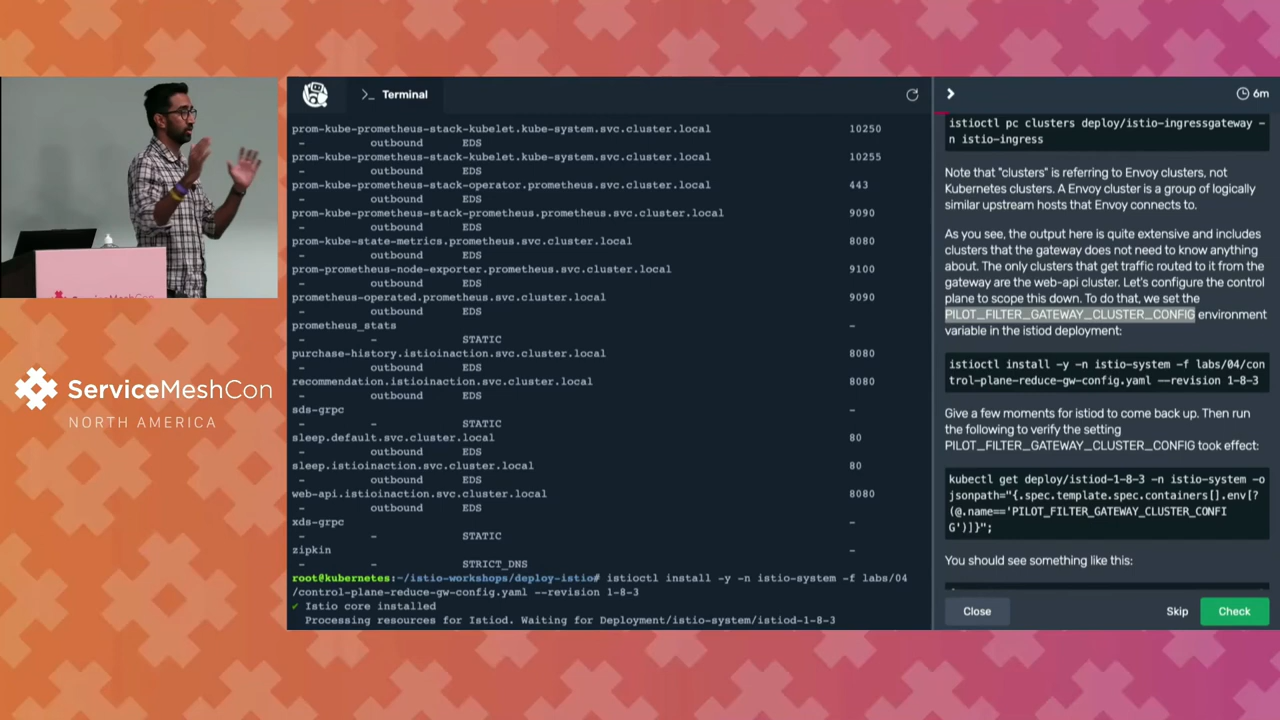 ServiceMeshCon
ServiceMeshCon
NORTH AMERICA
>_ Terminal
prom-kube-prometheus-stack-kubelet.kube-system.svc.cluster.local 10250
- outbound EDS
prom-kube-prometheus-stack-kubelet.kube-system.svc.cluster.local 10255
- outbound EDS
prom-kube-prometheus-stack-operator.prometheus.svc.cluster.local 443
- outbound EDS
prom-kube-prometheus-stack-prometheus.prometheus.svc.cluster.local 9090
- outbound EDS
prom-kube-state-metrics.prometheus.svc.cluster.local 8080
- outbound EDS
prom-prometheus-node-exporter.prometheus.svc.cluster.local 9100
- outbound EDS
prometheus-operated.prometheus.svc.cluster.local 9090
- outbound EDS
prometheus_stats -
- - STATIC
purchase-history.istioinaction.svc.cluster.local 8080
- outbound EDS
recommendation.istioinaction.svc.cluster.local 8080
- outbound EDS
sds-grpc -
- - STATIC
sleep.default.svc.cluster.local 80
- outbound EDS
sleep.istioinaction.svc.cluster.local 80
- outbound EDS
web-api.istioinaction.svc.cluster.local 8080
- outbound EDS
xds-grpc -
- - STATIC
zipkin -
- - STRICT_DNS
root@kubernetes:~/istio-workshops/deploy-istio# istioctl install -y -n istio-system -f labs/04
/control-plane-reduce-gw-config.yaml --revision 1-8-3
✔ Istio core installed
Processing resources for Istiod. Waiting for Deployment/istio-system/istiod-1-8-3
6m
istioctl pc clusters deploy/istio-ingressgateway -
n istio-ingress
Note that "clusters" is referring to Envoy clusters, not
Kubernetes clusters. A Envoy cluster is a group of logically
similar upstream hosts that Envoy connects to.
As you see, the output here is quite extensive and includes
clusters that the gateway does not need to know anything
about. The only clusters that get traffic routed to it from the
gateway are the web-api cluster. Let's configure the control
plane to scope this down. To do that, we set the
PILOT_FILTER_GATEWAY_CLUSTER_CONFIG environment
variable in the istiod deployment:
istioctl install -y -n istio-system -f labs/04/con
trol-plane-reduce-gw-config.yaml --revision 1-8-3
Give a few moments for istiod to come back up. Then run
the following to verify the setting
PILOT_FILTER_GATEWAY_CLUSTER_CONFIG took effect:
kubectl get deploy/istiod-1-8-3 -n istio-system -o
jsonpath="{.spec.template.spec.containers[].env[?
(@.name=='PILOT_FILTER_GATEWAY_CLUSTER_CONFI
G')]}";
You should see something like this:
Close
Skip
Check